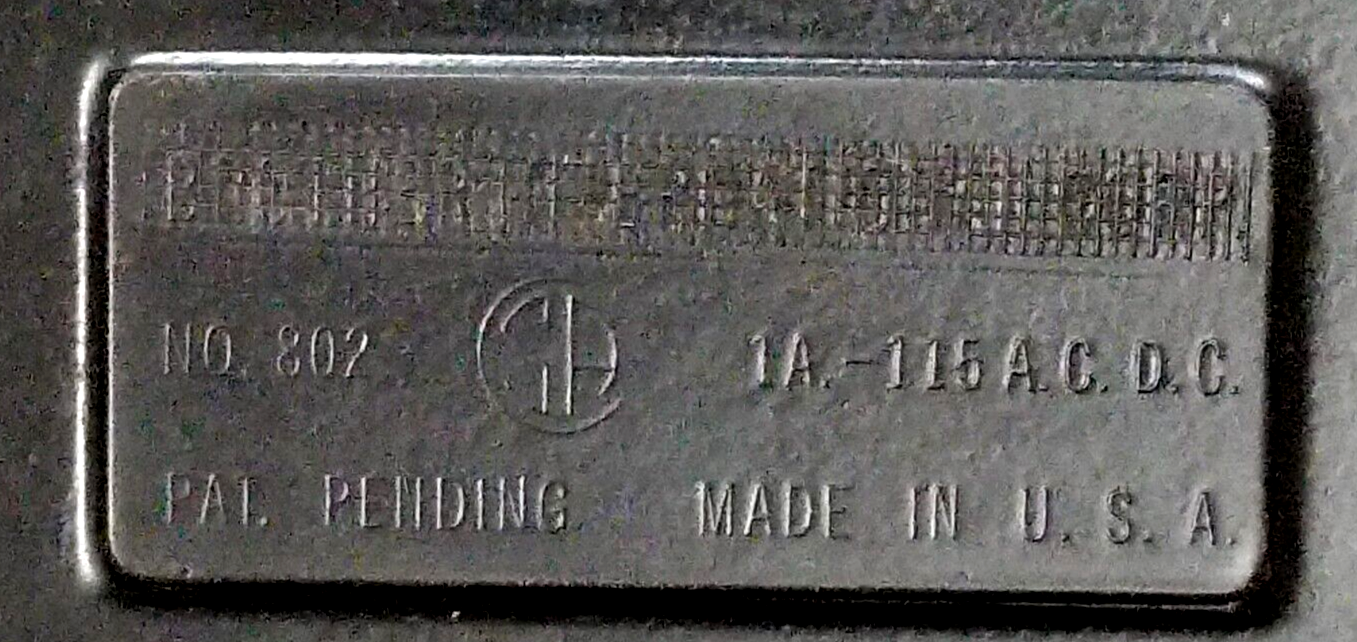 NO. 802 1A.-115 A.C. D.C.
PAT. PENDING MADE IN U. S. A.